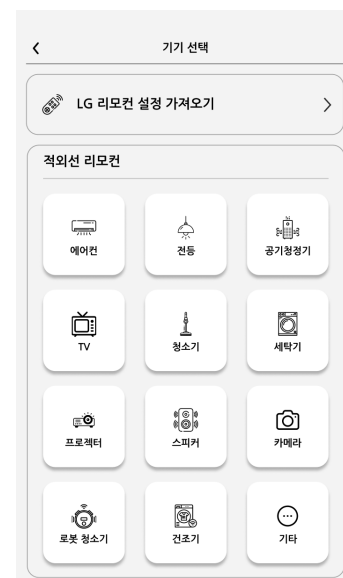 기기 선택
LG 리모컨 설정 가져오기
적외선 리모컨
에어컨
전등
공기청정기
TV
청소기
세탁기
프로젝터
스피커
카메라
로봇 청소기
건조기
기타